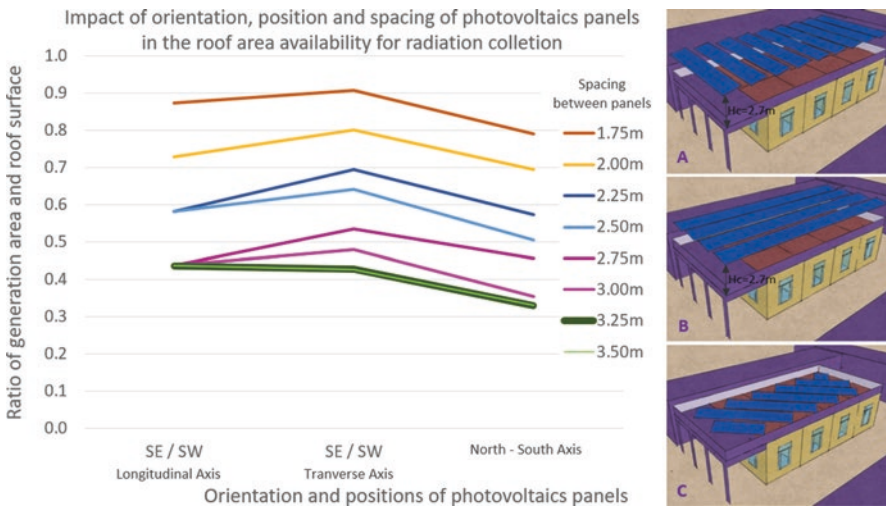 Impact of orientation, position and spacing of photovoltaics panels
in the roof area availability for radiation colletion
Ratio of generation area and roof surface
1.0
0.9
0.8
0.7
0.6
0.5
0.4
0.3
0.2
0.1
0.0
Spacing
between panels
1.75m
2.00m
2.25m
2.50m
2.75m
3.00m
3.25m
3.50m
SE / SW
Longitudinal Axis
SE / SW
Tranverse Axis
North - South Axis
Orientation and positions of photovoltaics panels
Hc=2.7m
A
Hc=2.7m
B
C